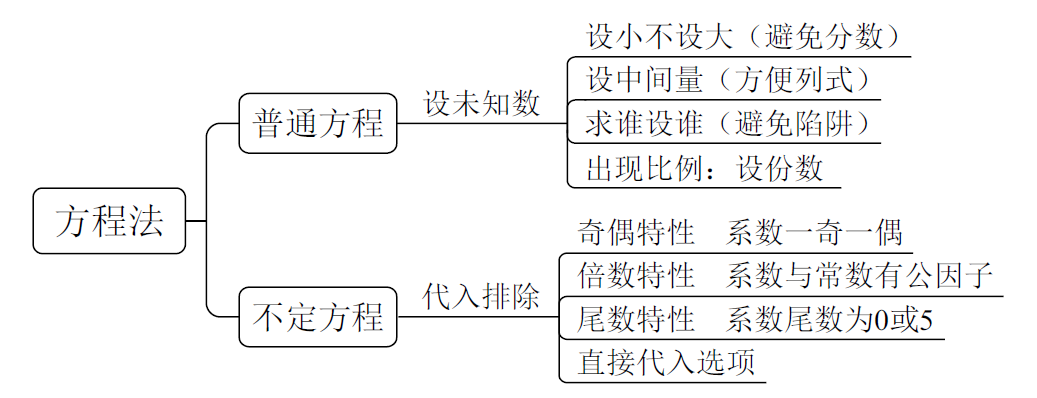 方程法
普通方程
设未知数
设小不设大（避免分数）
设中间量（方便列式）
求谁设谁（避免陷阱）
出现比例：设份数
不定方程
代入排除
奇偶特性 系数一奇一偶
倍数特性 系数与常数有公因子
尾数特性 系数尾数为0或5
直接代入选项